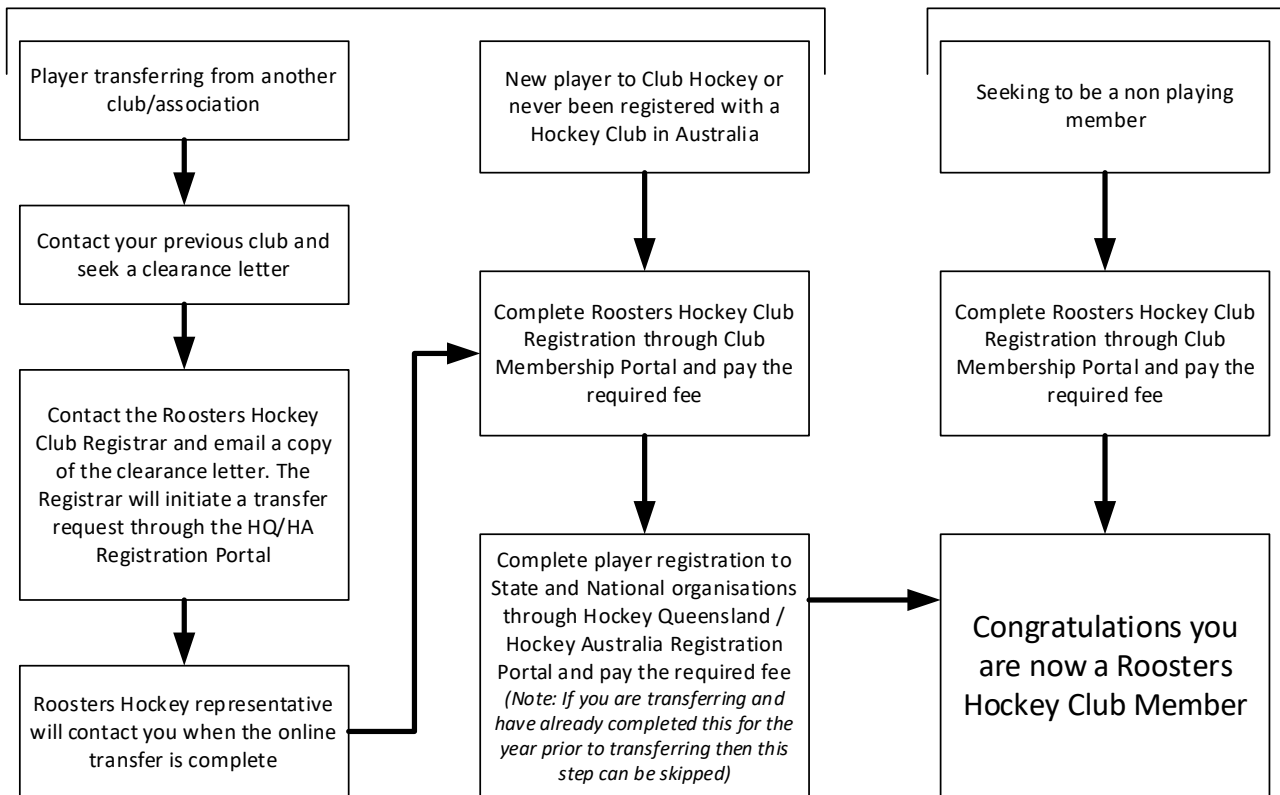 Player transferring from another
club/association
Contact your previous club and
seek a clearance letter
Contact the Roosters Hockey
Club Registrar and email a copy
of the clearance letter. The
Registrar will initiate a transfer
request through the HQ/HA
Registration Portal
Roosters Hockey representative
will contact you when the online
transfer is complete
New player to Club Hockey or
never been registered with a
Hockey Club in Australia
Complete Roosters Hockey Club
Registration through Club
Membership Portal and pay the
required fee
Complete player registration to
State and National organisations
through Hockey Queensland /
Hockey Australia Registration
Portal and pay the required fee
(Note: If you are transferring and
have already completed this for the
year prior to transferring then this
step can be skipped)
Seeking to be a non playing
member
Complete Roosters Hockey Club
Registration through Club
Membership Portal and pay the
required fee
Congratulations you
are now a Roosters
Hockey Club Member